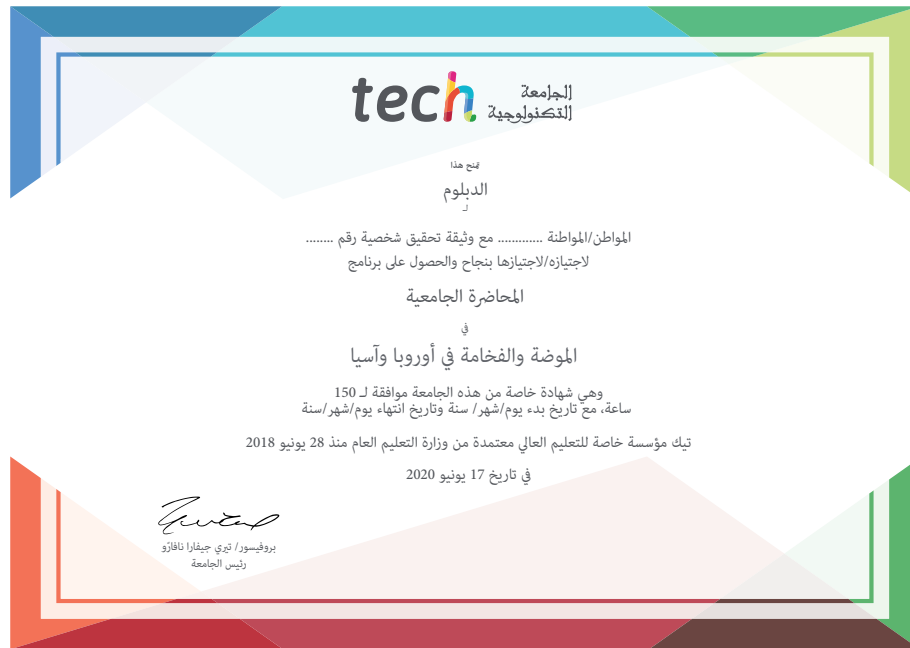 tech الجامعة
التكنولوجية
يمنح هذا
الدبلوم
لـ
المواطن/المواطنة ............. مع وثيقة تحقيق شخصية رقم ........
لاجتيازه/لاجتيازها بنجاح والحصول على برنامج
المحاضرة الجامعية
في
الموضة والفخامة في أوروبا وآسيا
وهي شهادة خاصة من هذه الجامعة موافقة لـ 150
ساعة، مع تاريخ بدء يوم/شهر/ سنة وتاريخ انتهاء يوم/شهر/سنة
تيك مؤسسة خاصة للتعليم العالي معتمدة من وزارة التعليم العام منذ 28 يونيو 2018
في تاريخ 17 يونيو 2020
بروفيسور/ تيري جيفارا نافارّو
رئيس الجامعة